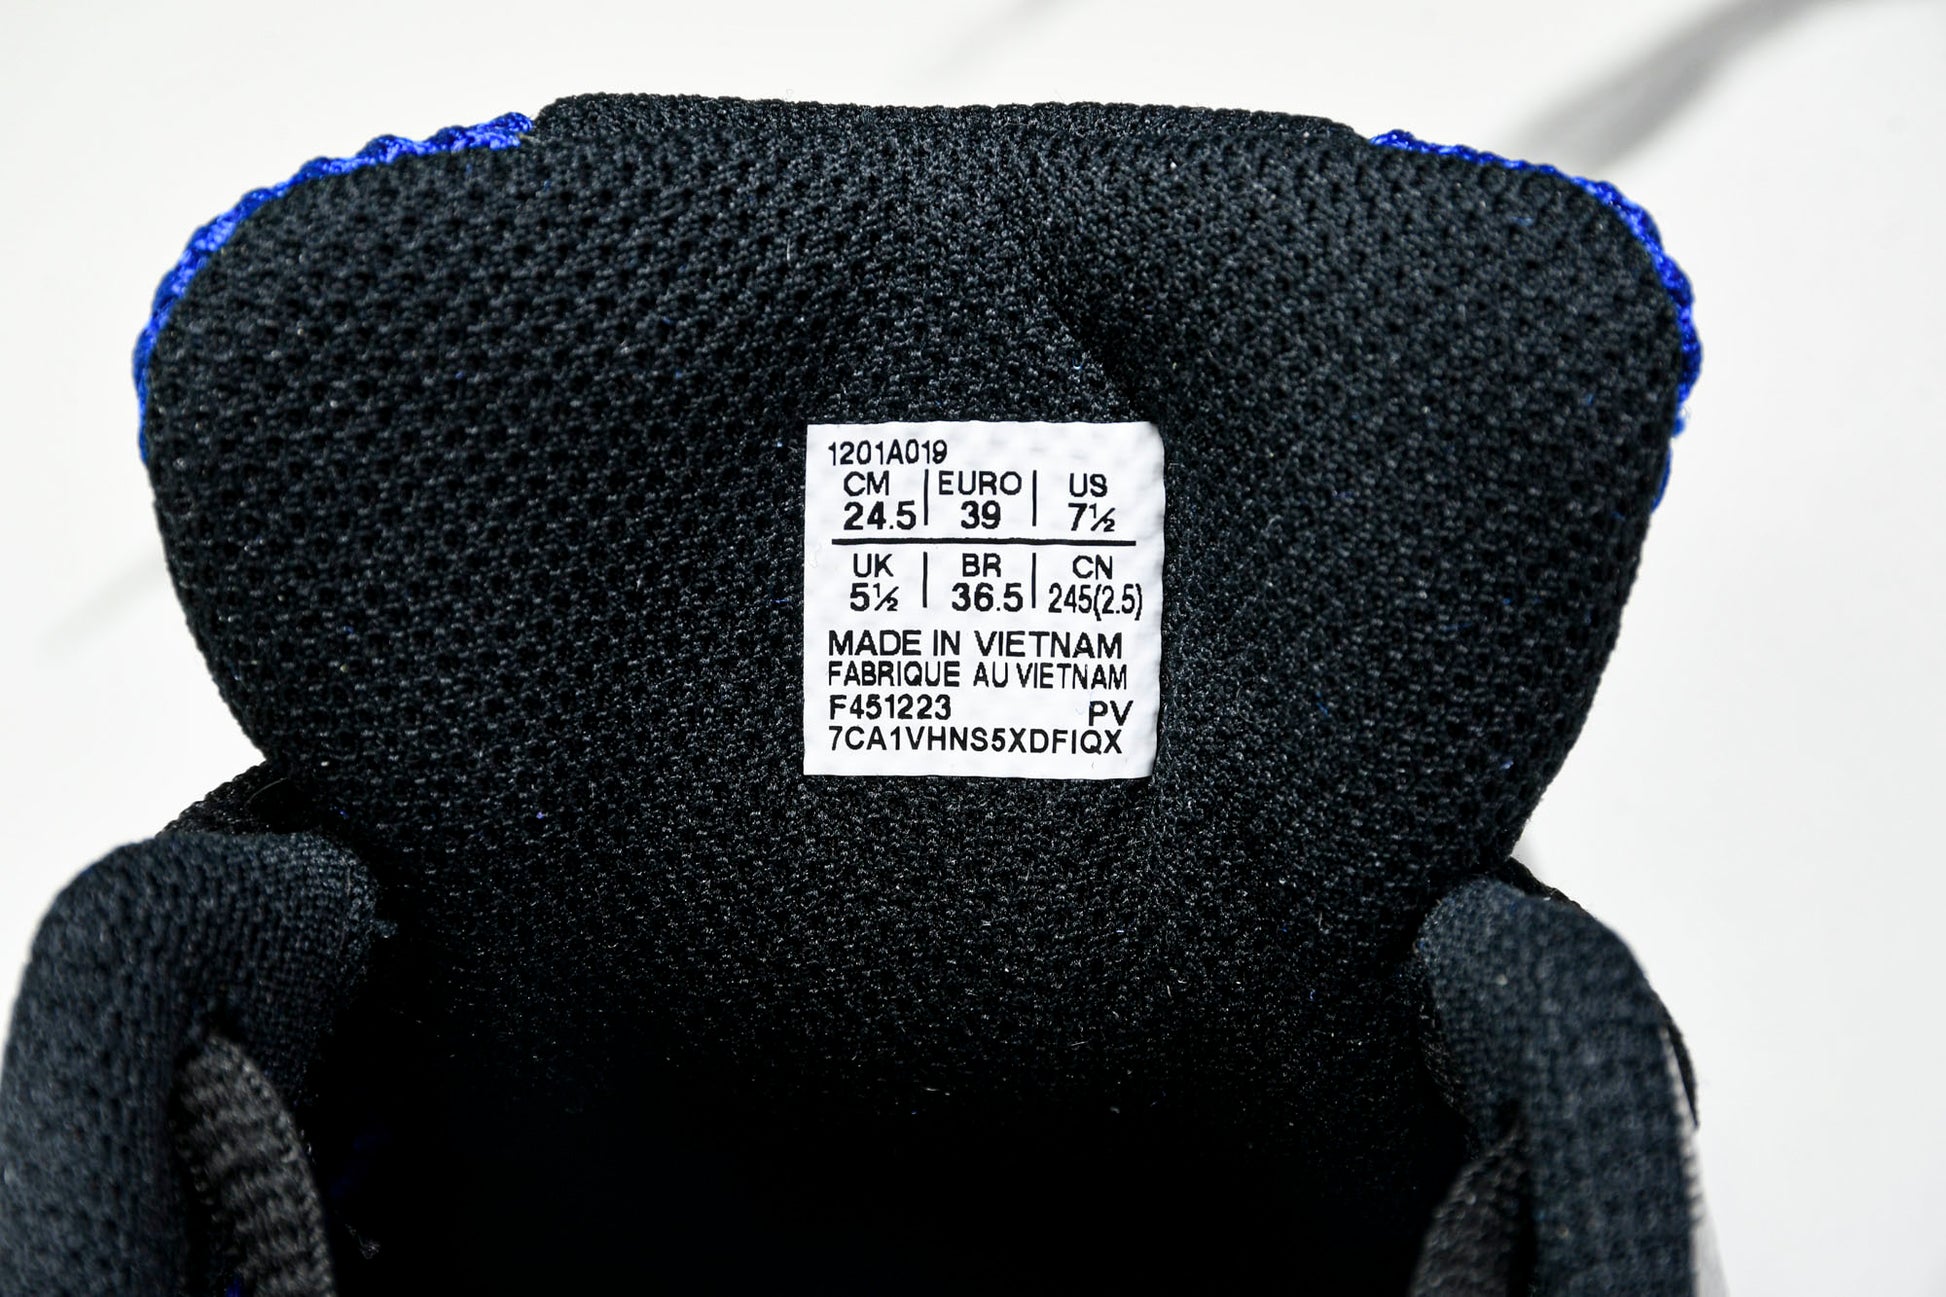 1201A019
CM EURO US
24.5 39 7½
UK BR CN
5½ 36.5 245(2.5)
MADE IN VIETNAM
FABRIQUE AU VIETNAM
F451223 PV
7CA1VHNS5XDFIQX